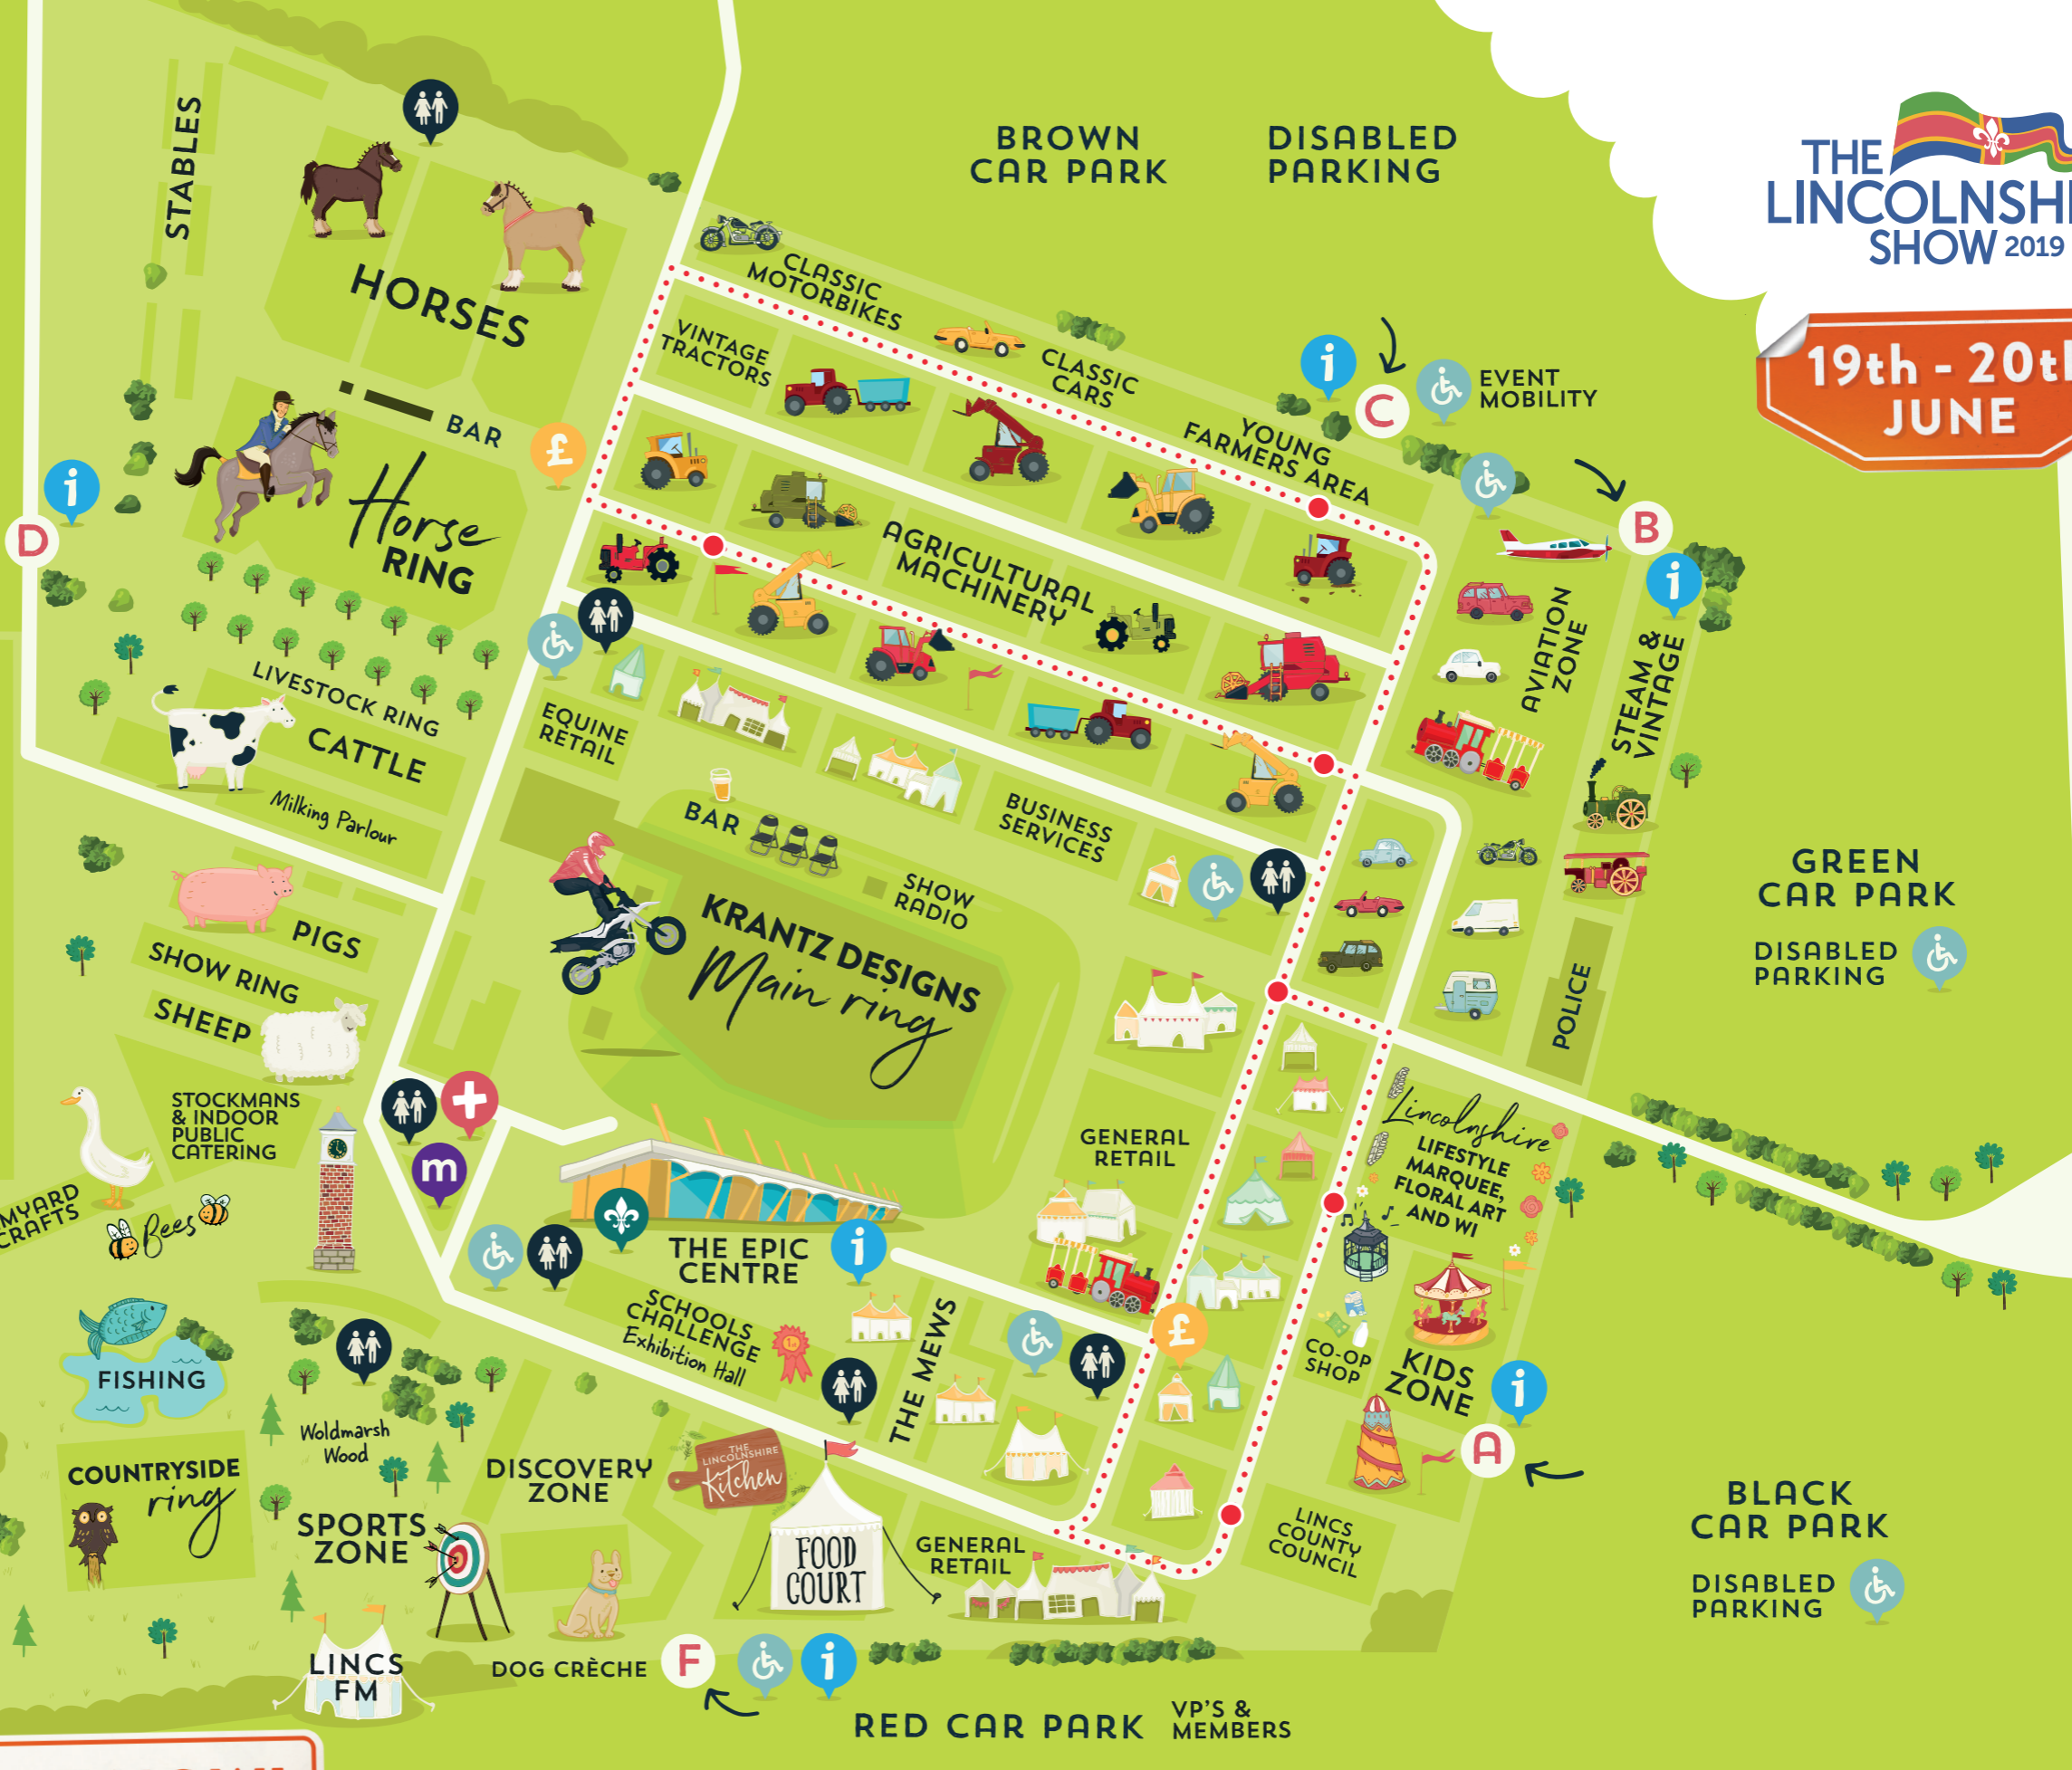 BROWN
CAR PARK
DISABLED
PARKING
THE
LINCOLNSHI
SHOW 2019
19th - 20th
JUNE
STABLES
HORSES
BAR
Horse
RING
D
CLASSIC
MOTORBIKES
VINTAGE
TRACTORS
CLASSIC
CARS
YOUNG
FARMERS AREA
i
C
EVENT
MOBILITY
£
i
B
i
AGRICULTURAL
MACHINERY
AVIATION
ZONE
STEAM &
VINTAGE
LIVESTOCK RING
CATTLE
Milking Parlour
EQUINE
RETAIL
BAR
BUSINESS
SERVICES
SHOW
RADIO
KRANTZ DESIGNS
Main ring
GREEN
CAR PARK
DISABLED
PARKING
POLICE
PIGS
SHOW RING
SHEEP
STOCKMANS
& INDOOR
PUBLIC
CATERING
MYARD
CRAFTS
Bees
m
GENERAL
RETAIL
Lincolnshire
LIFESTYLE
MARQUEE,
FLORAL ART
AND WI
THE EPIC
CENTRE
i
SCHOOLS
CHALLENGE
Exhibition Hall
1st
THE MEWS
£
CO-OP
SHOP
KIDS
ZONE
i
A
FISHING
Woldmarsh
Wood
COUNTRYSIDE
ring
SPORTS
ZONE
DISCOVERY
ZONE
THE
LINCOLNSHIRE
Kitchen
FOOD
COURT
GENERAL
RETAIL
LINCS
COUNTY
COUNCIL
BLACK
CAR PARK
DISABLED
PARKING
LINCS
FM
DOG CRÈCHE
F
i
RED CAR PARK
VP'S &
MEMBERS